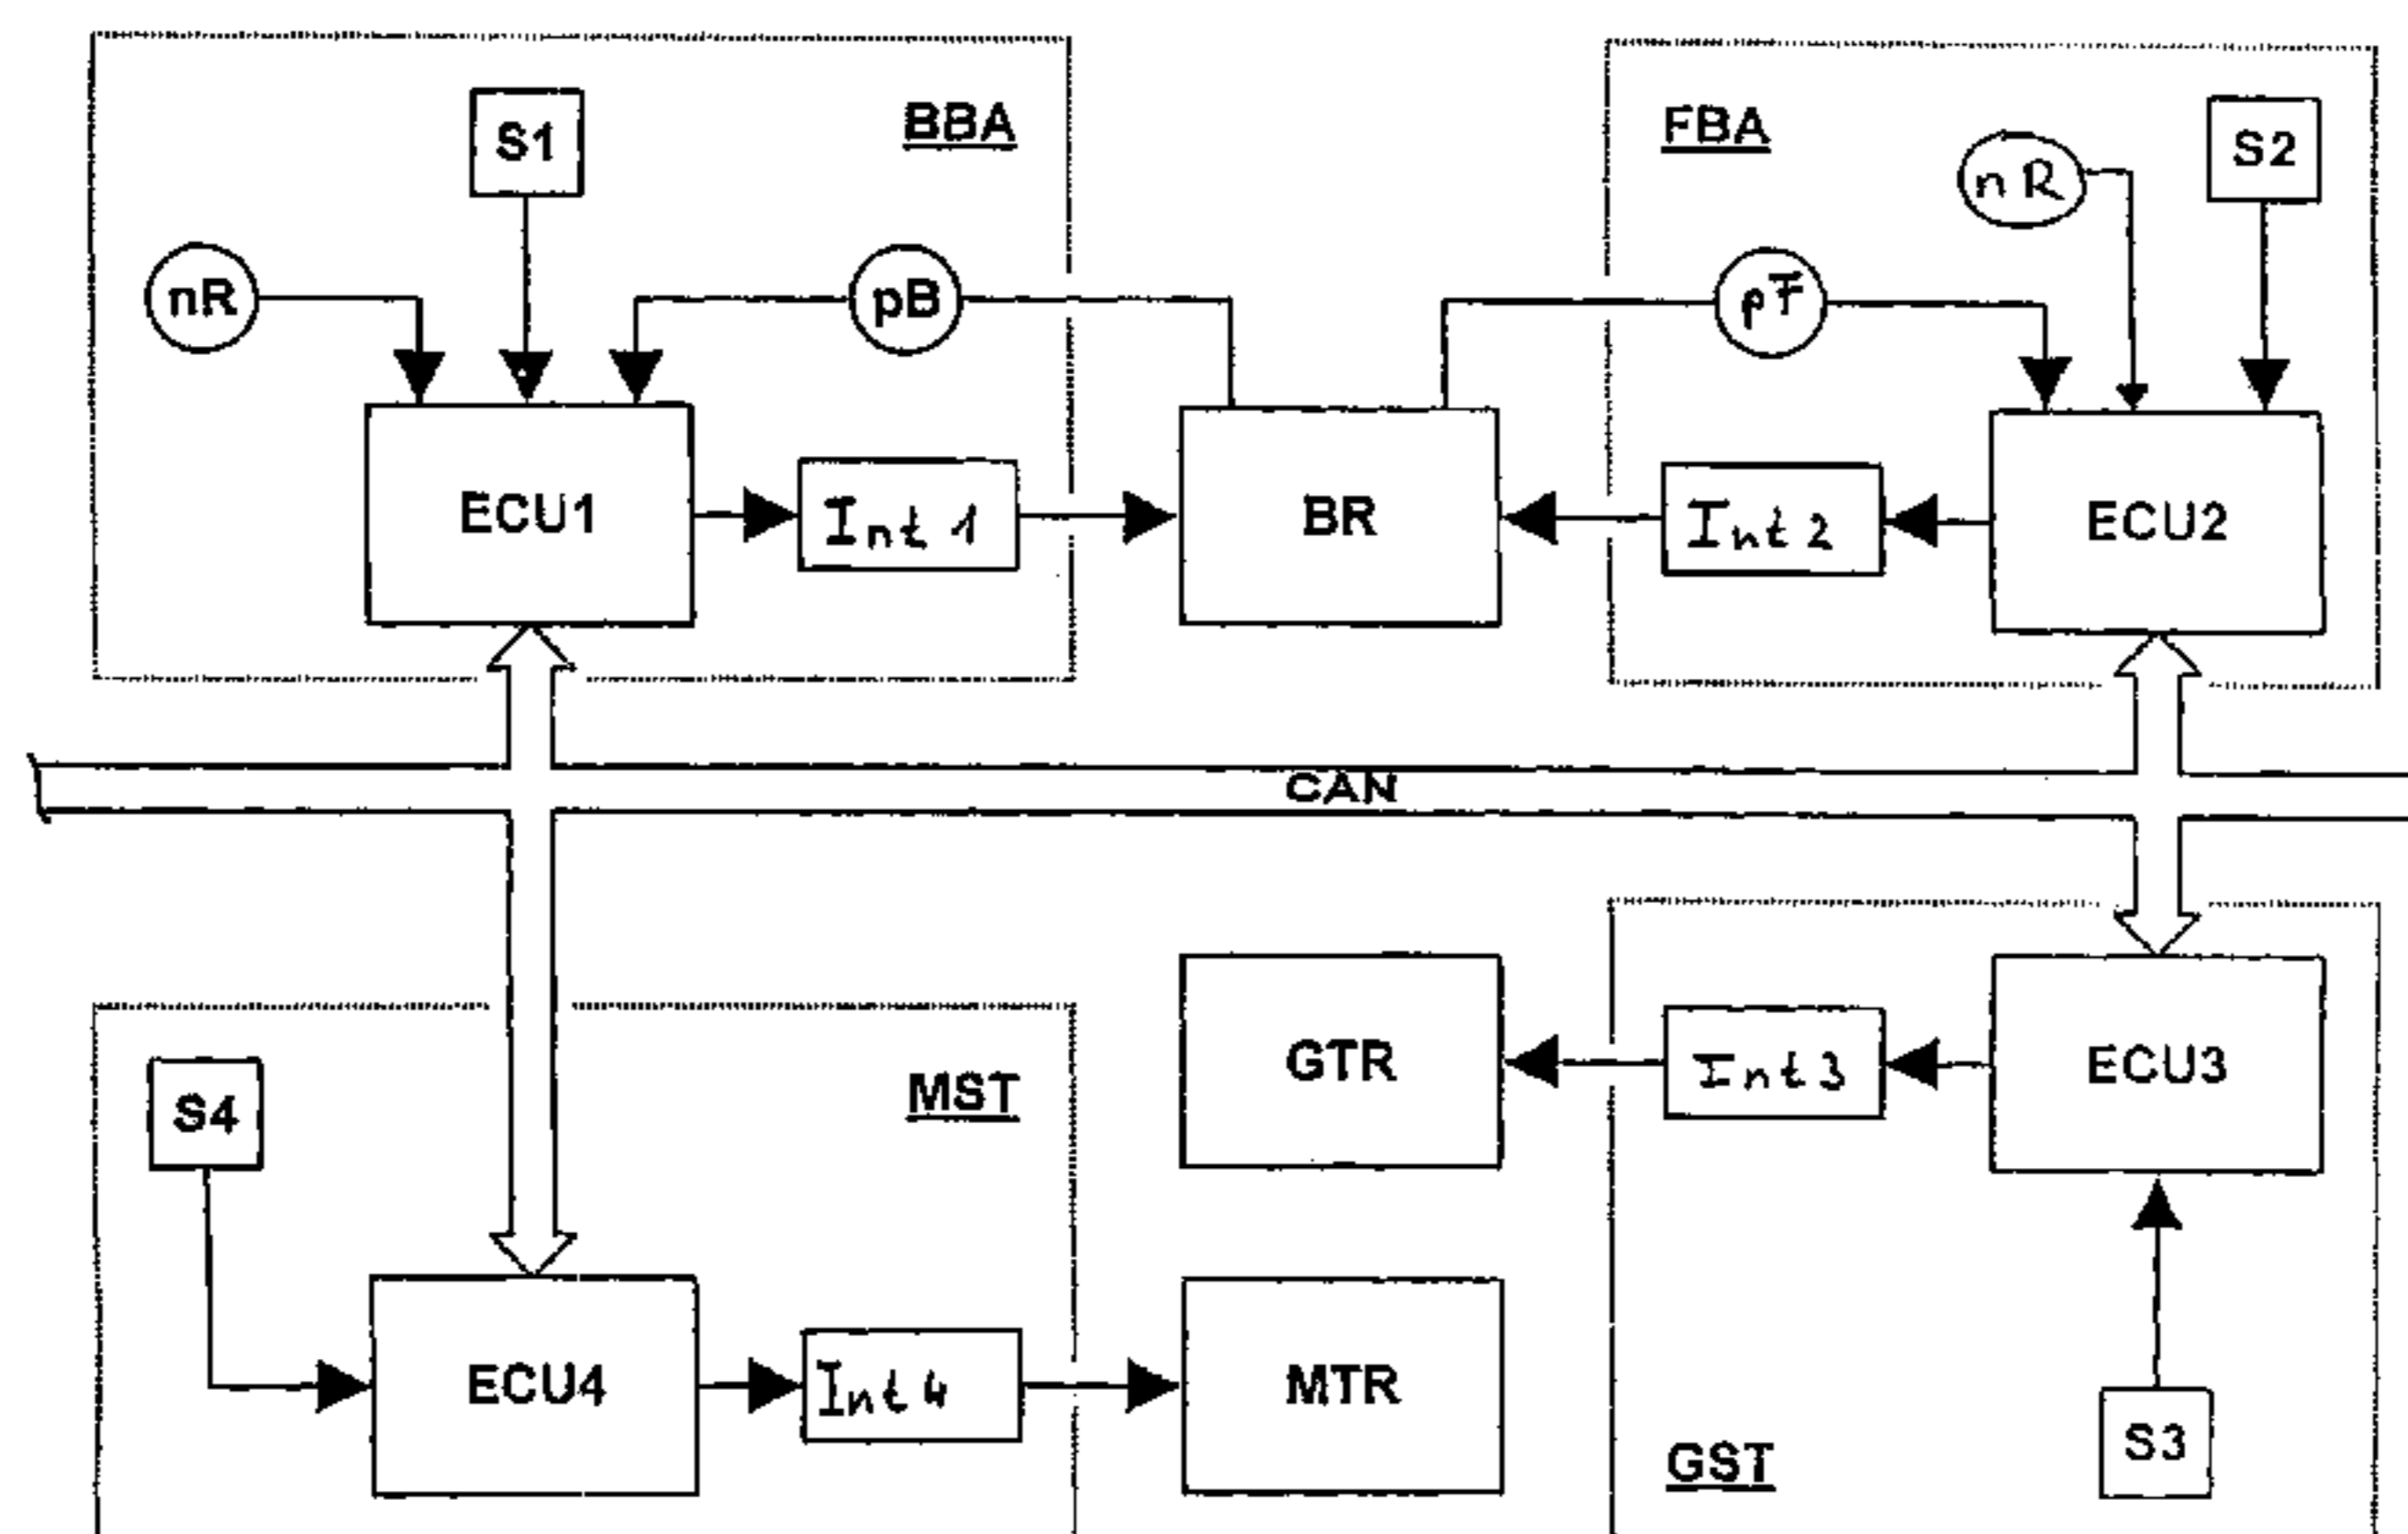 BBA
S1
nR
pB
ECU1
Int 1
BR
FBA
S2
nR
pF
Int 2
ECU2
CAN
S4
MST
ECU4
Int 4
GTR
MTR
Int 3
ECU3
S3
GST